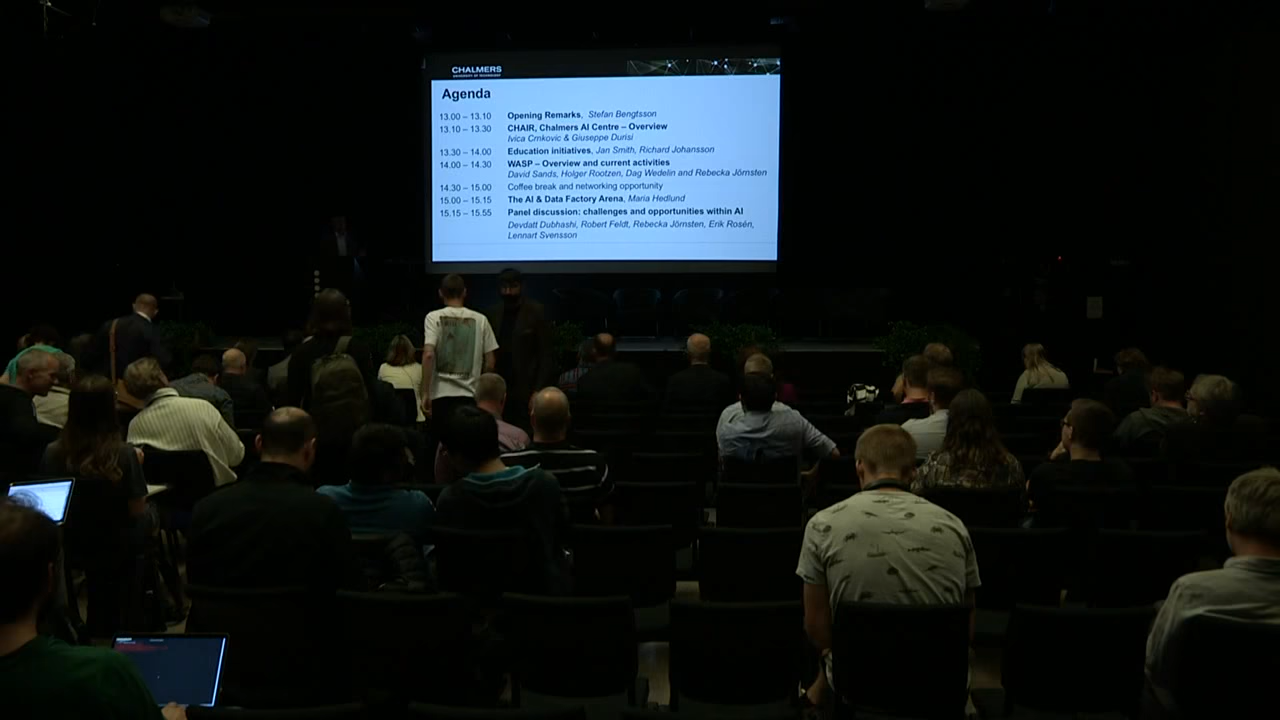 CHALMERS
UNIVERSITY OF TECHNOLOGY
Agenda
13.00 – 13.10 Opening Remarks, Stefan Bengtsson
13.10 – 13.30 CHAIR, Chalmers AI Centre – Overview
Ivica Crnkovic & Giuseppe Durisi
13.30 – 14.00 Education initiatives, Jan Smith, Richard Johansson
14.00 – 14.30 WASP – Overview and current activities
David Sands, Holger Rootzen, Dag Wedelin and Rebecka Jörnsten
14.30 – 15.00 Coffee break and networking opportunity
15.00 – 15.15 The AI & Data Factory Arena, Maria Hedlund
15.15 – 15.55 Panel discussion: challenges and opportunities within AI
Devdatt Dubhashi, Robert Feldt, Rebecka Jörnsten, Erik Rosén,
Lennart Svensson